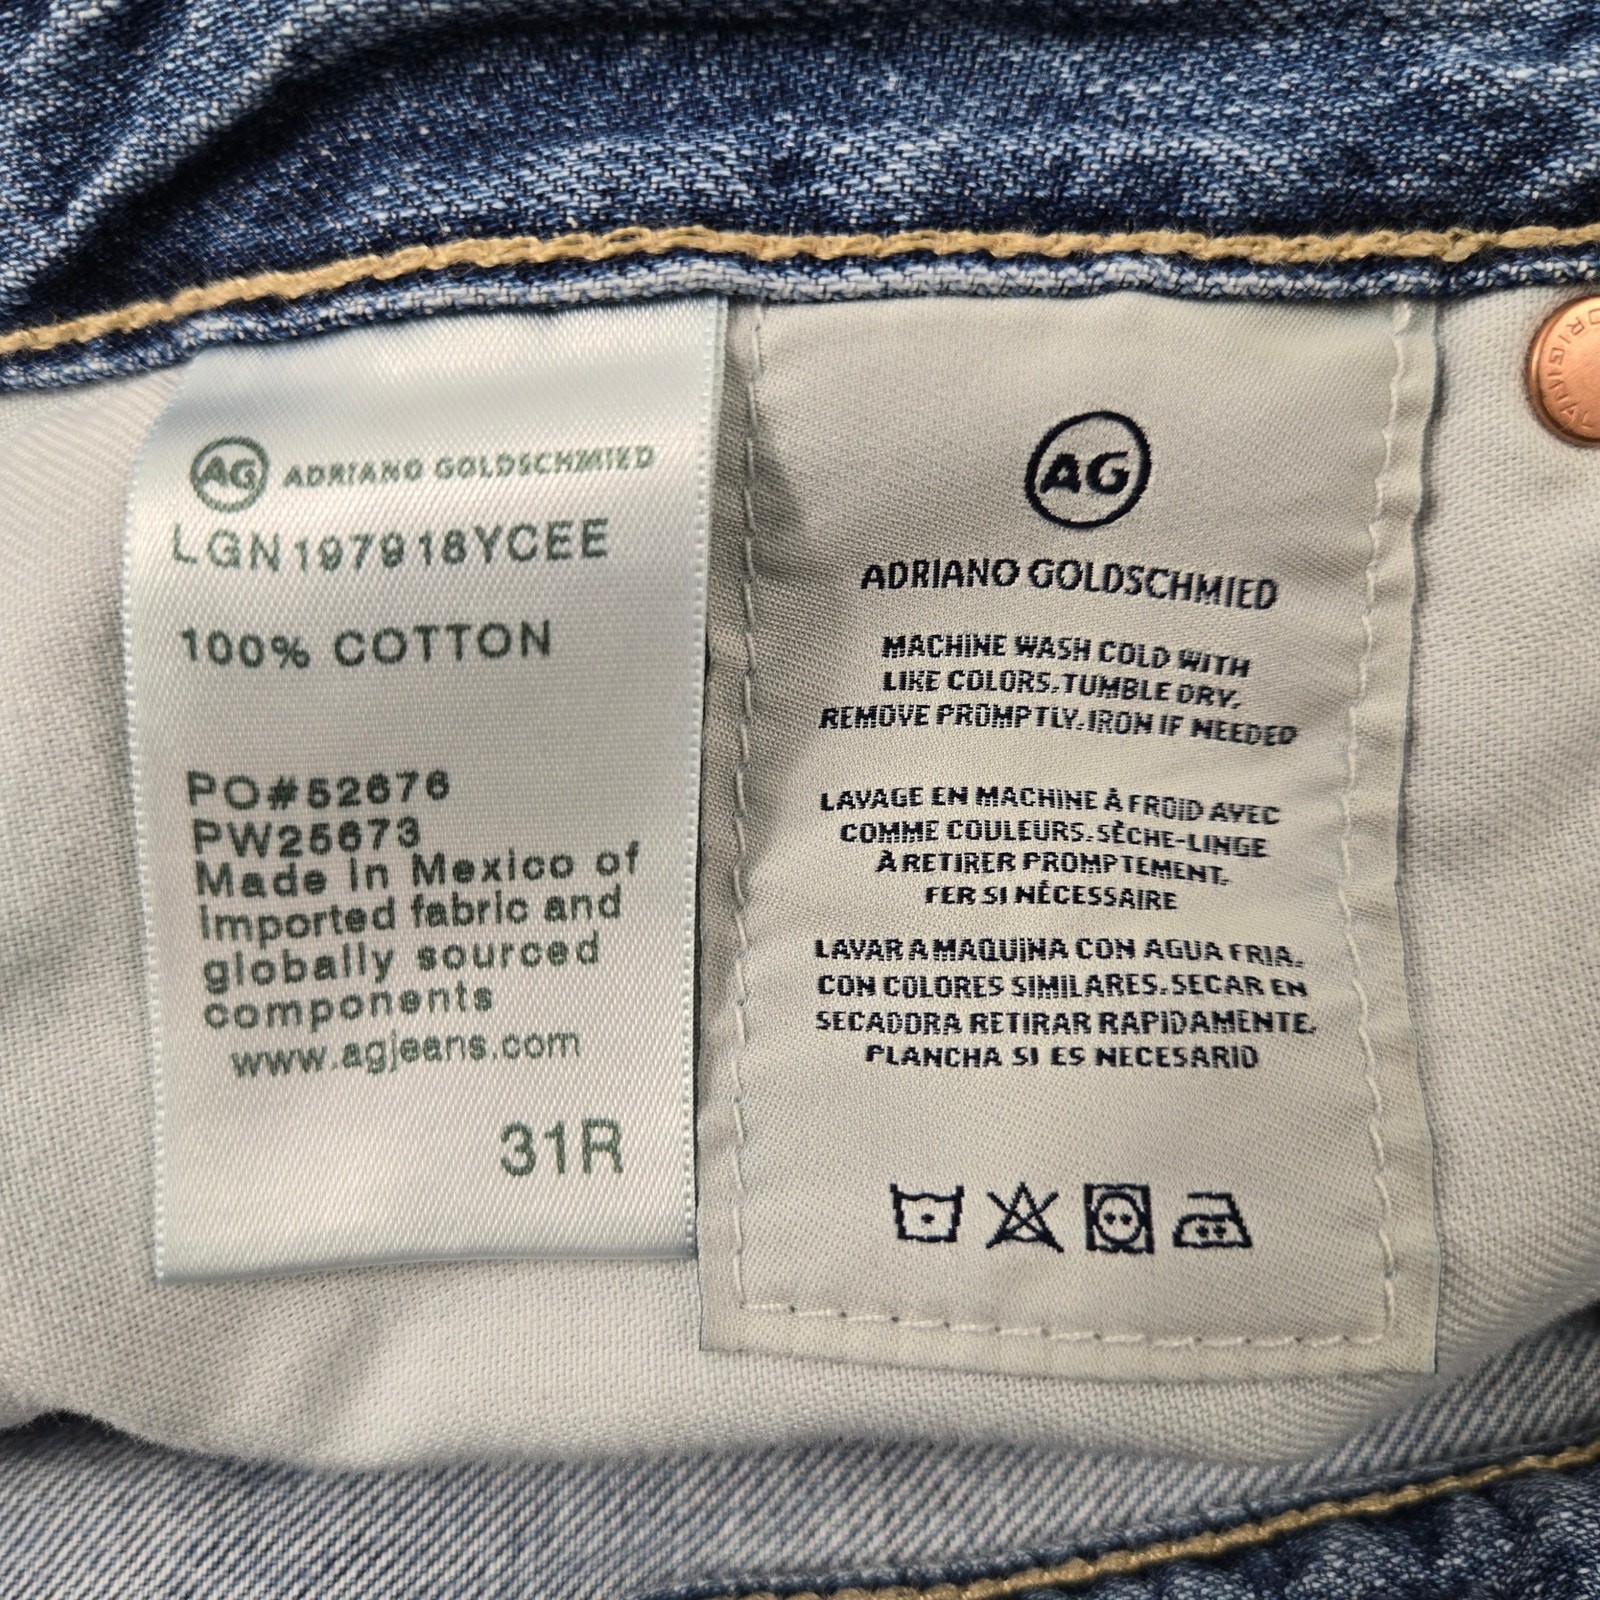 AG ADRIANO GOLDSCHMIED
LGN197918YCEE
100% COTTON
PO#52676
PW25673
Made in Mexico of
imported fabric and
globally sourced
components
www.agjeans.com
31R
AG
ADRIANO GOLDSCHMIED
MACHINE WASH COLD WITH
LIKE COLORS. TUMBLE DRY.
REMOVE PROMPTLY. IRON IF NEEDED
LAVAGE EN MACHINE À FROID AVEC
COMME COULEURS. SÈCHE-LINGE
À RETIRER PROMPTEMENT.
FER SI NÉCESSAIRE
LAVAR A MAQUINA CON AGUA FRIA.
CON COLORES SIMILARES. SECAR EN
SECADORA RETIRAR RAPIDAMENTE.
PLANCHA SI ES NECESARIO
ORIGINAL